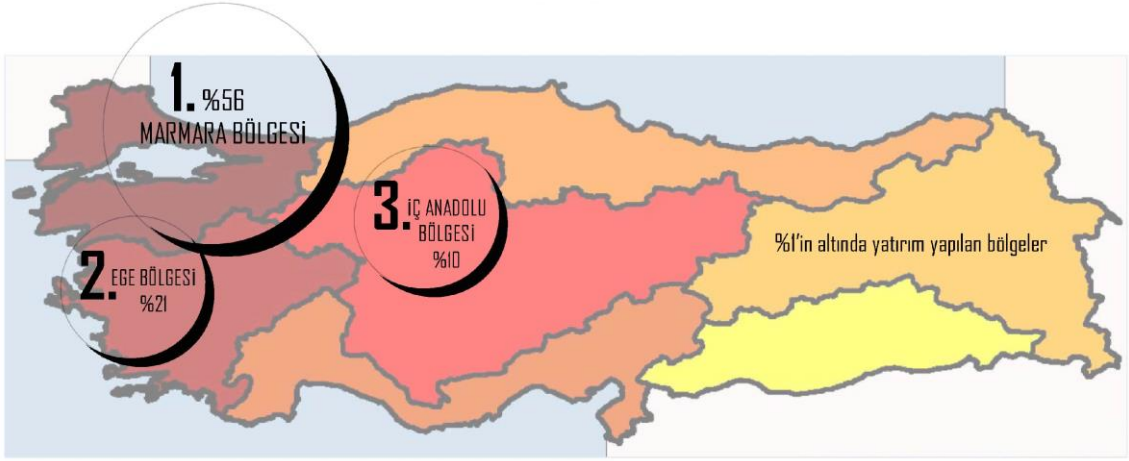 1. %56
MARMARA BÖLGESİ
2. EGE BÖLGESİ
%21
3. İÇ ANADOLU
BÖLGESİ
%10
%1'in altında yatırım yapılan bölgeler